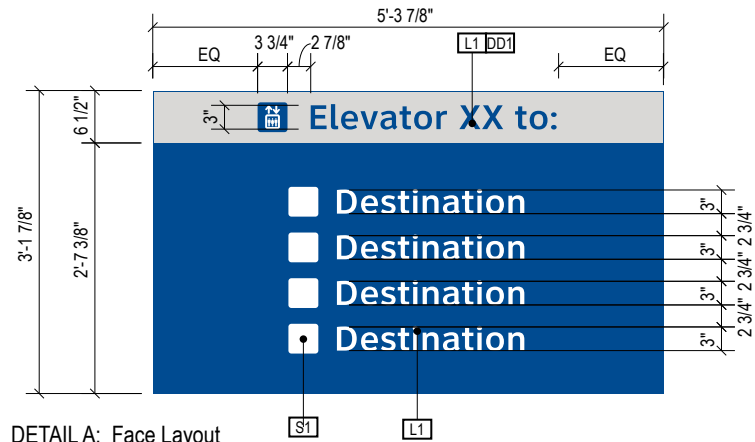 5'-3 7/8"
EQ 3 3/4" 2 7/8" L1 DD1 EQ
6 1/2" 3" Elevator XX to:
3'-1 7/8" 2'-7 3/8"
Destination 3"
2 3/4"
Destination 3"
2 3/4"
Destination 3"
2 3/4"
Destination 3"
DETAIL A: Face Layout S1 L1